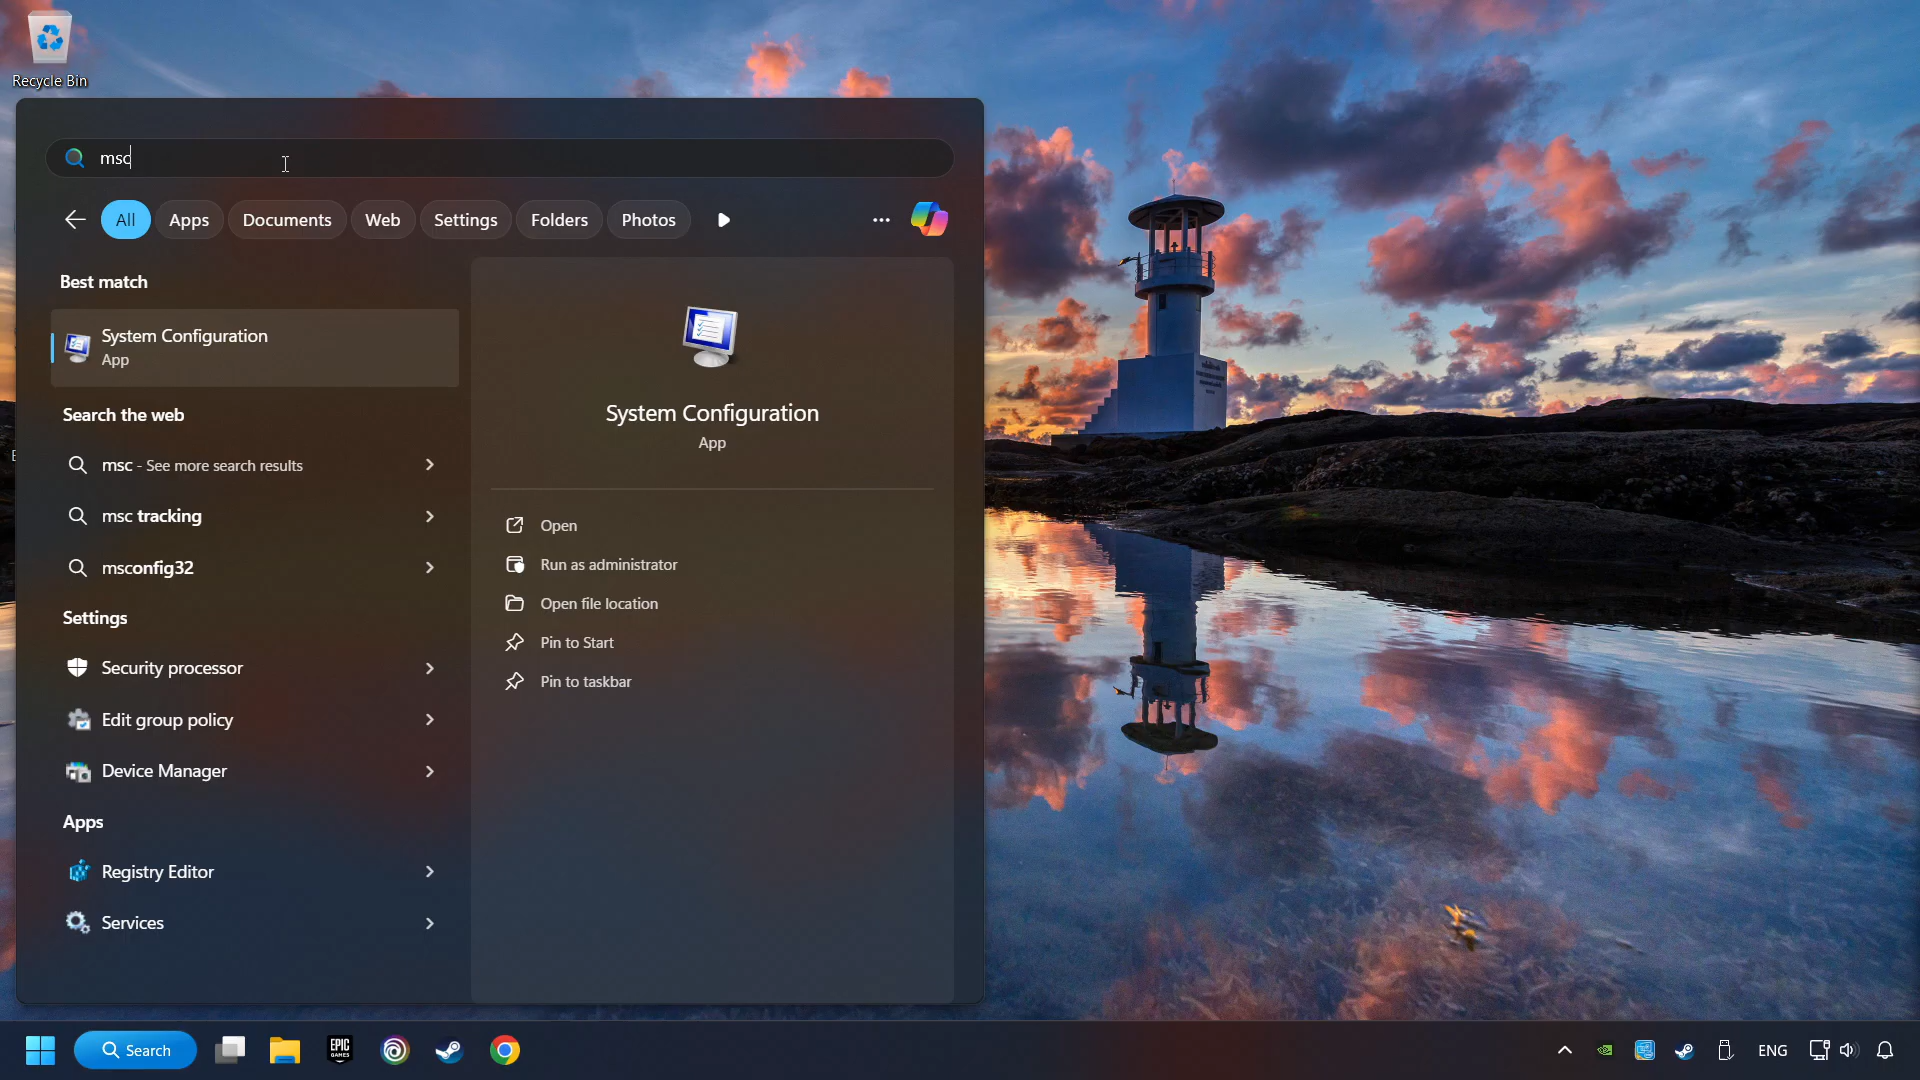 Recycle Bin
msc
All
Apps
Documents
Web
Settings
Folders
Photos
Best match
System Configuration
App
Search the web
msc - See more search results
msc tracking
msconfig32
Settings
Security processor
Edit group policy
Device Manager
Apps
Registry Editor
Services
System Configuration
App
Open
Run as administrator
Open file location
Pin to Start
Pin to taskbar
Search
EPIC
GAMES
ENG